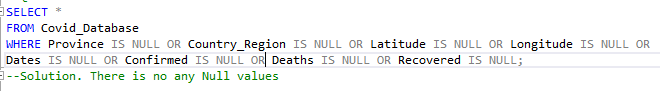 SELECT *
FROM Covid_Database
WHERE Province IS NULL OR Country_Region IS NULL OR Latitude IS NULL OR Longitude IS NULL OR
Dates IS NULL OR Confirmed IS NULL OR Deaths IS NULL OR Recovered IS NULL;
--Solution. There is no any Null values